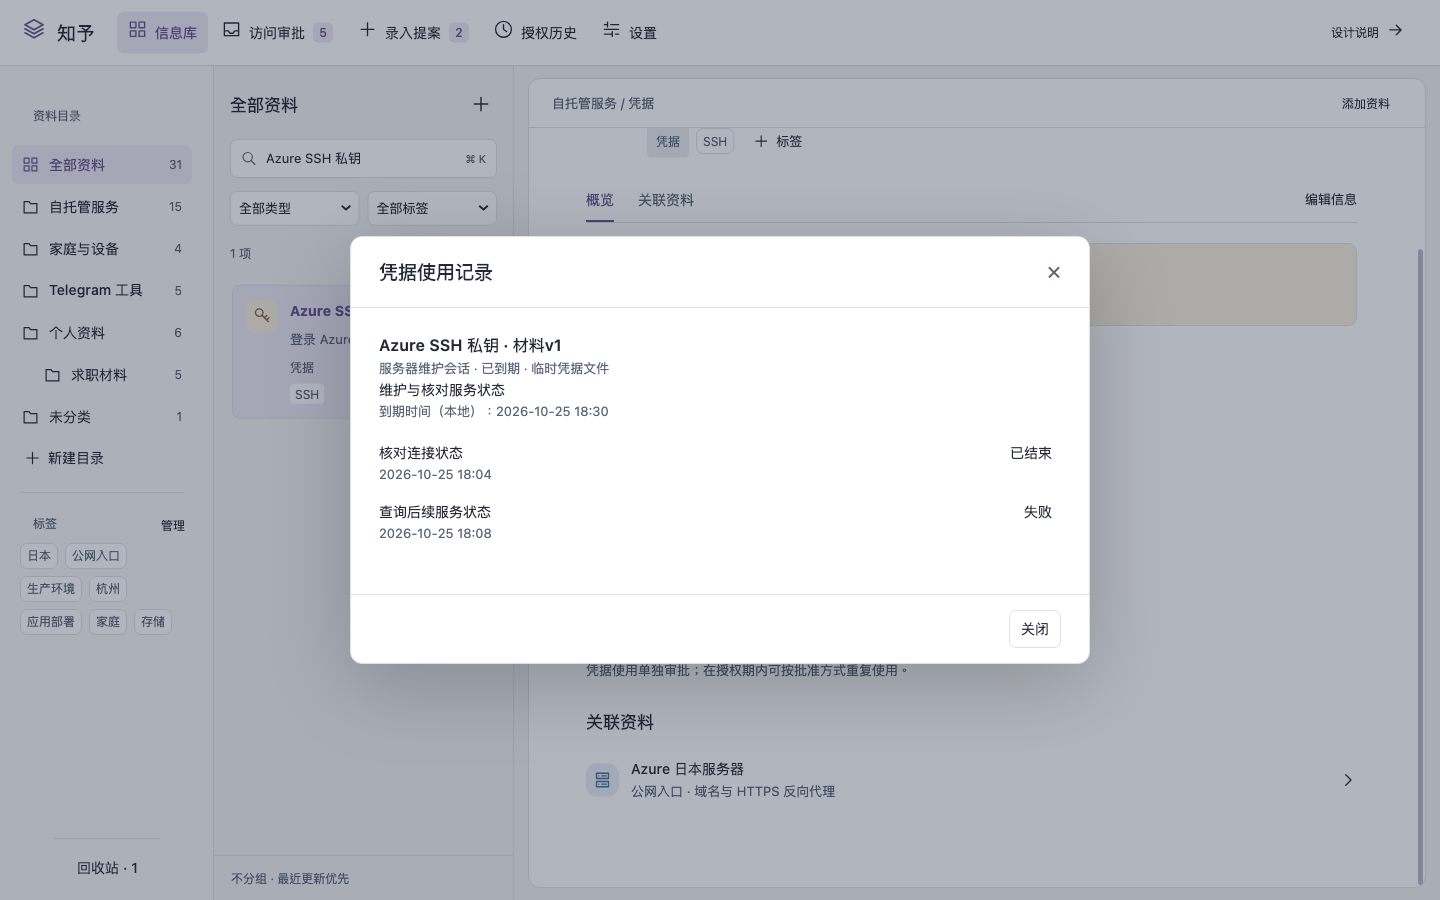 知予
信息库
访问审批 5
录入提案 2
授权历史
设置
设计说明
资料目录
全部资料 31
自托管服务 15
家庭与设备 4
Telegram 工具 5
个人资料 6
求职材料 5
未分类 1
新建目录
标签 管理
日本 公网入口
生产环境 杭州
应用部署 家庭 存储
回收站 · 1
全部资料
Azure SSH 私钥 ⌘ K
全部类型 全部标签
1 项
Azure SS
登录 Azure
凭据
SSH
不分组 · 最近更新优先
自托管服务 / 凭据 添加资料
凭据 SSH 标签
概览 关联资料 编辑信息
凭据使用记录
Azure SSH 私钥 · 材料v1
服务器维护会话 · 已到期 · 临时凭据文件
维护与核对服务状态
到期时间（本地）：2026-10-25 18:30
核对连接状态 已结束
2026-10-25 18:04
查询后续服务状态 失败
2026-10-25 18:08
关闭
凭据使用单独审批；在授权期内可按批准方式重复使用。
关联资料
Azure 日本服务器
公网入口 · 域名与 HTTPS 反向代理